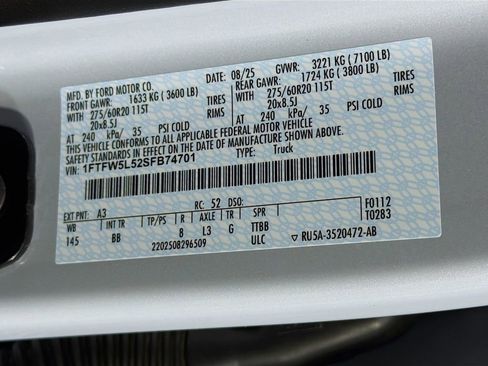 MFD. BY FORD MOTOR CO.
DATE: 08/25 GVWR: 3221 KG ( 7100 LB)
FRONT GAWR: 1633 KG ( 3600 LB)
REAR GAWR: 1724 KG ( 3800 LB)
WITH 275/60R20 115T TIRES
WITH 275/60R20 115T TIRES
20x8.5J RIMS
20x8.5J RIMS
AT 240 kPa/ 35 PSI COLD
AT 240 kPa/ 35 PSI COLD
THIS VEHICLE CONFORMS TO ALL APPLICABLE FEDERAL MOTOR VEHICLE
SAFETY STANDARDS IN EFFECT ON THE DATE OF MANUFACTURE SHOWN ABOVE.
VIN: 1FTFW5L52SFB74701
TYPE: Truck
F0112
T0283
EXT PNT: A3 RC: 52 DSO:
WB INT TR TP/PS R AXLE TR SPR
145 BB 8 L3 G TTBB
2202508296509 ULC
RU5A-3520472-AB